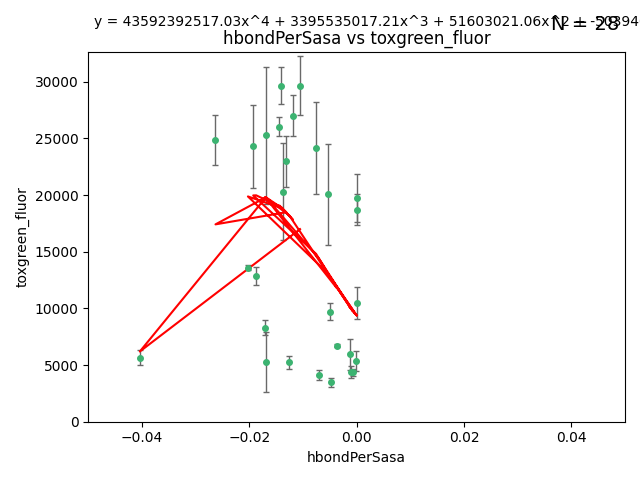 y = 43592392517.03x^4 + 3395535017.21x^3 + 51603021.06x^2 +
N = 28
hbondPerSasa vs toxgreen_fluor
30000
25000
20000
15000
10000
5000
0
toxgreen_fluor
−0.04 −0.02 0.00 0.02 0.04
hbondPerSasa